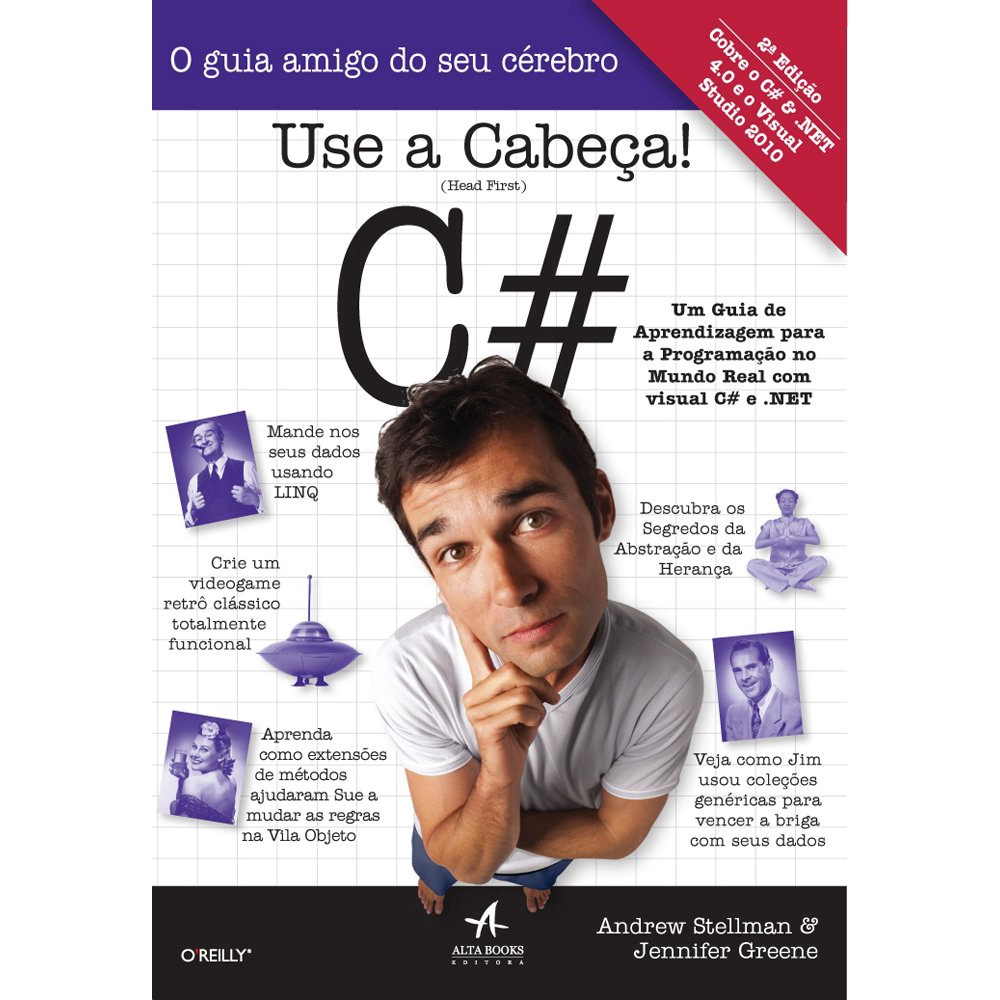 O guia amigo do seu cérebro
2ª Edição
Cobre o C# & .NET
4.0 e o Visual
Studio 2010
Use a Cabeça!
(Head First)
C#
Um Guia de
Aprendizagem para
a Programação no
Mundo Real com
visual C# e .NET
Mande nos
seus dados
usando
LINQ
Descubra os
Segredos da
Abstração e da
Herança
Crie um
videogame
retrô clássico
totalmente
funcional
Aprenda
como extensões
de métodos
ajudaram Sue a
mudar as regras
na Vila Objeto
Veja como Jim
usou coleções
genéricas para
vencer a briga
com seus dados
O'REILLY®
ALTA BOOKS
EDITORA
Andrew Stellman &
Jennifer Greene